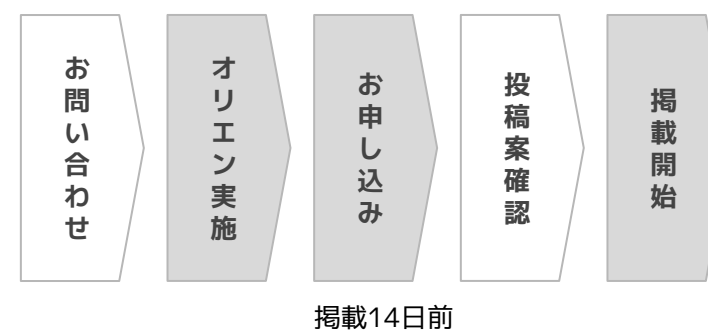 お問い合わせ
オリエン実施
お申し込み
投稿案確認
掲載開始
掲載14日前